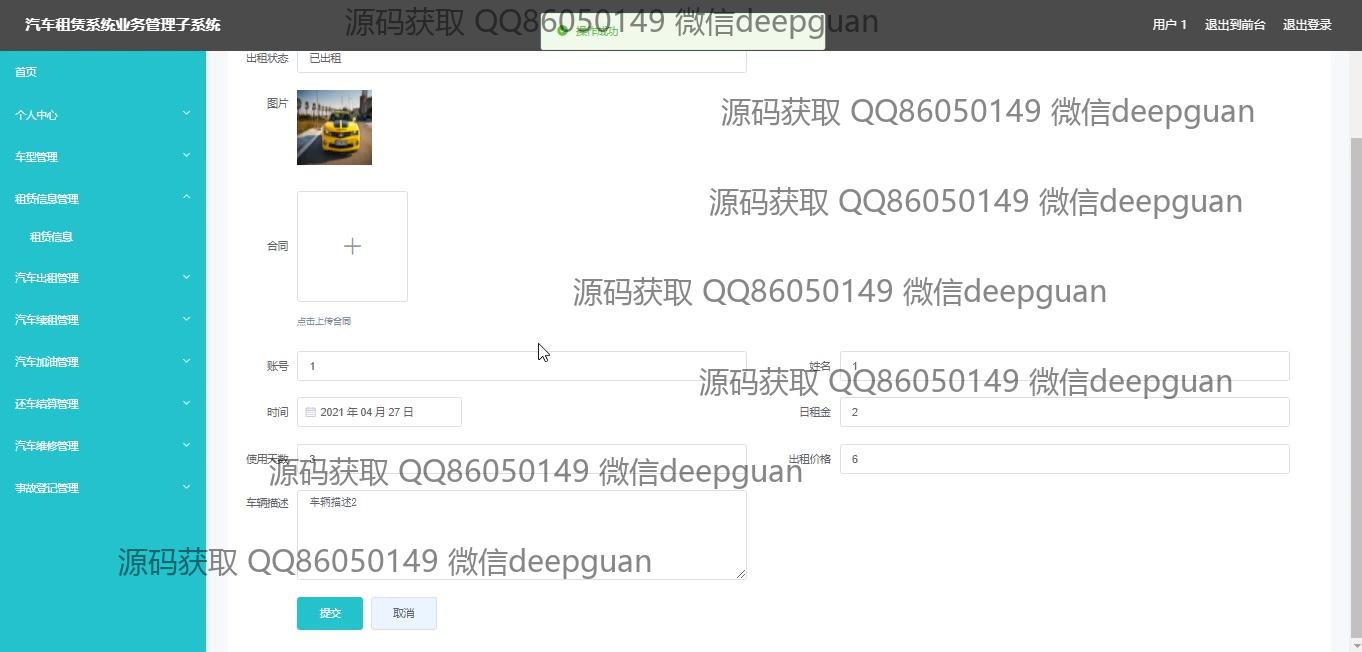 汽车租赁系统业务管理子系统
源码获取 QQ86050149 微信deepguan
操作成功
用户 1 退出到前台 退出登录
首页
个人中心
车型管理
租赁信息管理
租赁信息
汽车出租管理
汽车续租管理
汽车加油管理
还车结算管理
汽车维修管理
事故登记管理
出租状态 已出租
图片
源码获取 QQ86050149 微信deepguan
源码获取 QQ86050149 微信deepguan
合同
源码获取 QQ86050149 微信deepguan
点击上传合同
账号 1 姓名 1
源码获取 QQ86050149 微信deepguan
时间 2021 年 04 月 27 日 日租金 2
使用天数 3 出租价格 6
源码获取 QQ86050149 微信deepguan
车辆描述 车辆描述2
源码获取 QQ86050149 微信deepguan
提交 取消